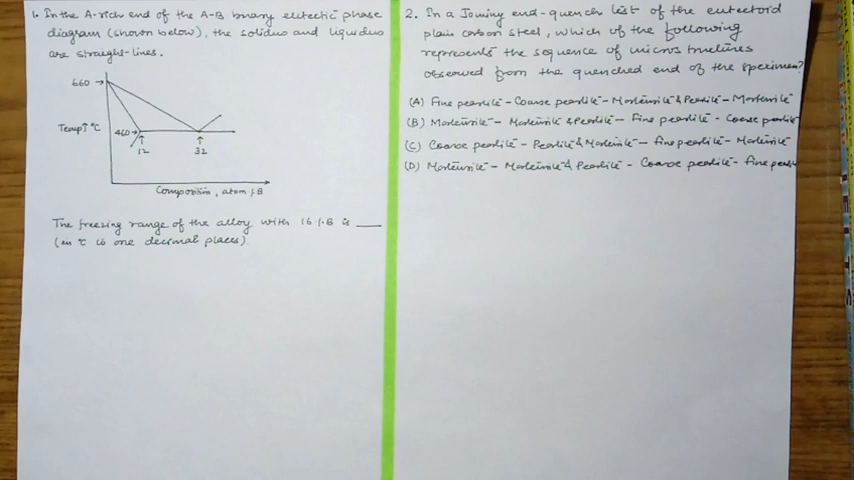 1. In the A-rich end of the A-B binary eutectic phase
diagram (shown below), the solidus and liquidus
are straight-lines.
660 →
Temp↑ °C
460→
↑
12
↑
32
Composition, atom % B
The freezing range of the alloy with 16 % B is ___
(in °C to one decimal places)
2. In a Jominy end-quench test of the eutectoid
plain carbon steel, which of the following
represents the sequence of microstructures
observed from the quenched end of the specimen?
(A) Fine pearlite - Coarse pearlite - Martensite & Pearlite - Martensite
(B) Martensite - Martensite & Pearlite - Fine pearlite - Coarse pearlite
(C) Coarse pearlite - Pearlite & Martensite - fine pearlite - Martensite
(D) Martensite - Martensite & Pearlite - Coarse pearlite - fine